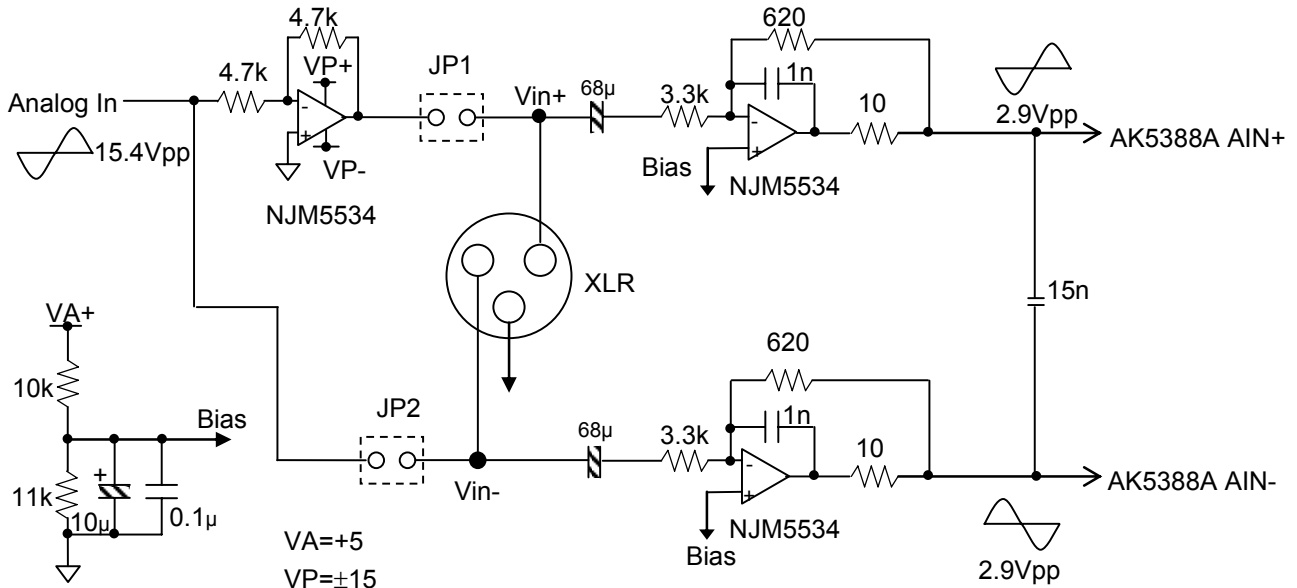 4.7k
620
VP+
JP1
1n
4.7k
Vin+
68µ
3.3k
10
2.9Vpp
Analog In
-
+
-
+
AK5388A AIN+
15.4Vpp
VP-
Bias
NJM5534
NJM5534
XLR
15n
VA+
620
10k
JP2
1n
Bias
68µ
3.3k
10
-
+
AK5388A AIN-
+
11k
Vin-
10µ
0.1µ
NJM5534
VA=+5
Bias
VP=±15
2.9Vpp